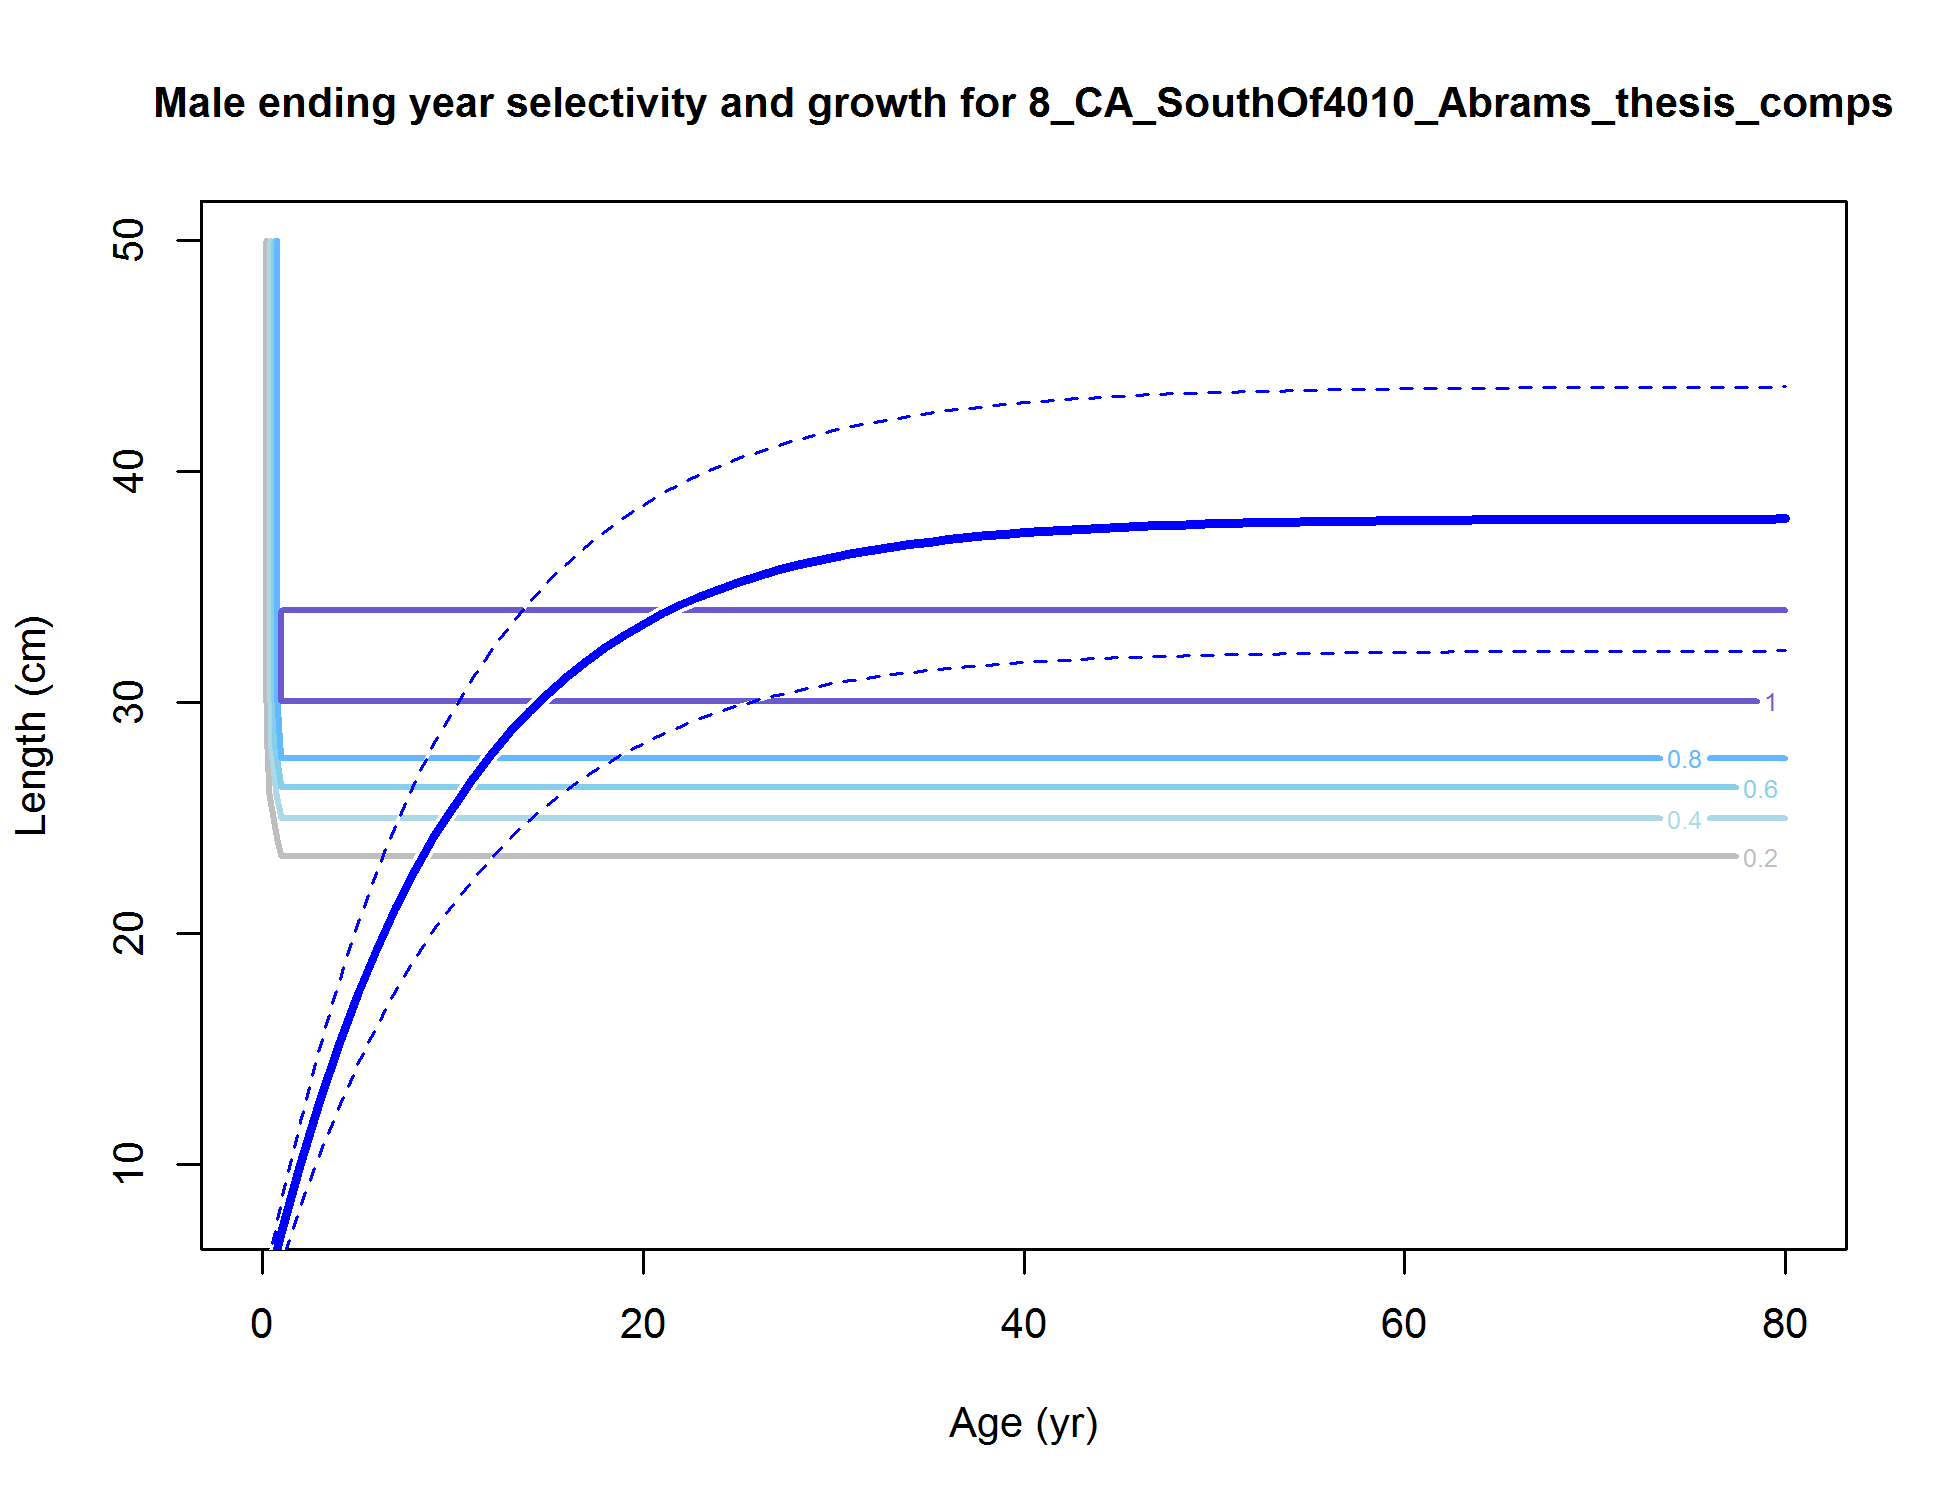 Male ending year selectivity and growth for 8_CA_SouthOf4010_Abrams_thesis_comps
50
40
30
20
10
Length (cm)
1
0.8
0.6
0.4
0.2
0 20 40 60 80
Age (yr)